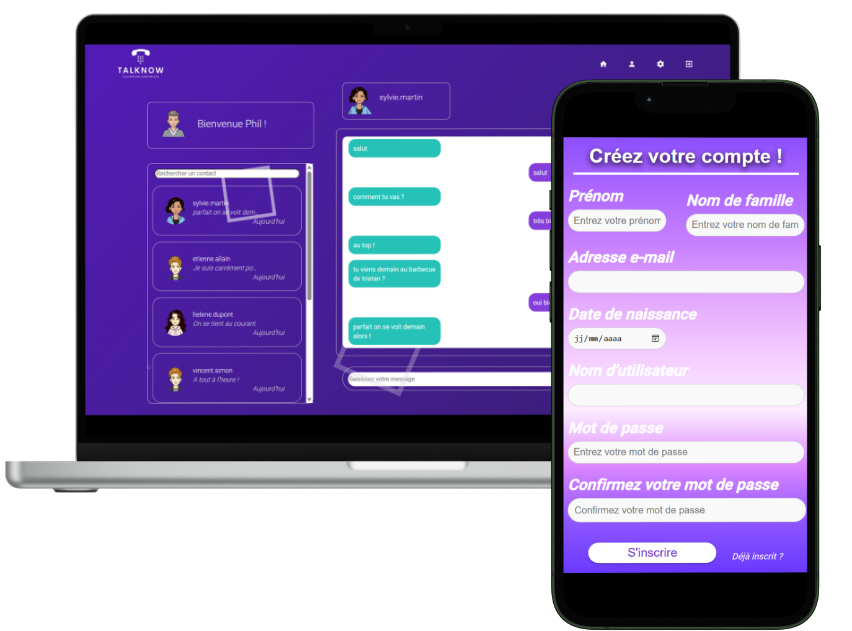 TALKNOW
Bienvenue Phil !
Rechercher un contact
sylvie.martin
parfait on se voit dem...
Aujourd'hui
etienne.allain
Je suis carrément po...
Aujourd'hui
helene.dupont
On se tient au courant
Aujourd'hui
vincent.simon
A tout à l'heure !
Aujourd'hui
sylvie.martin
salut
salut
comment tu vas ?
très bi
au top !
tu viens demain au barbecue
de tristan ?
oui bi
parfait on se voit demain
alors !
Saisissez votre message
Créez votre compte !
Prénom
Nom de famille
Entrez votre prénom
Entrez votre nom de fam
Adresse e-mail
Date de naissance
jj/mm/aaaa
Nom d'utilisateur
Mot de passe
Entrez votre mot de passe
Confirmez votre mot de passe
Confirmez votre mot de passe
S'inscrire
Déjà inscrit ?